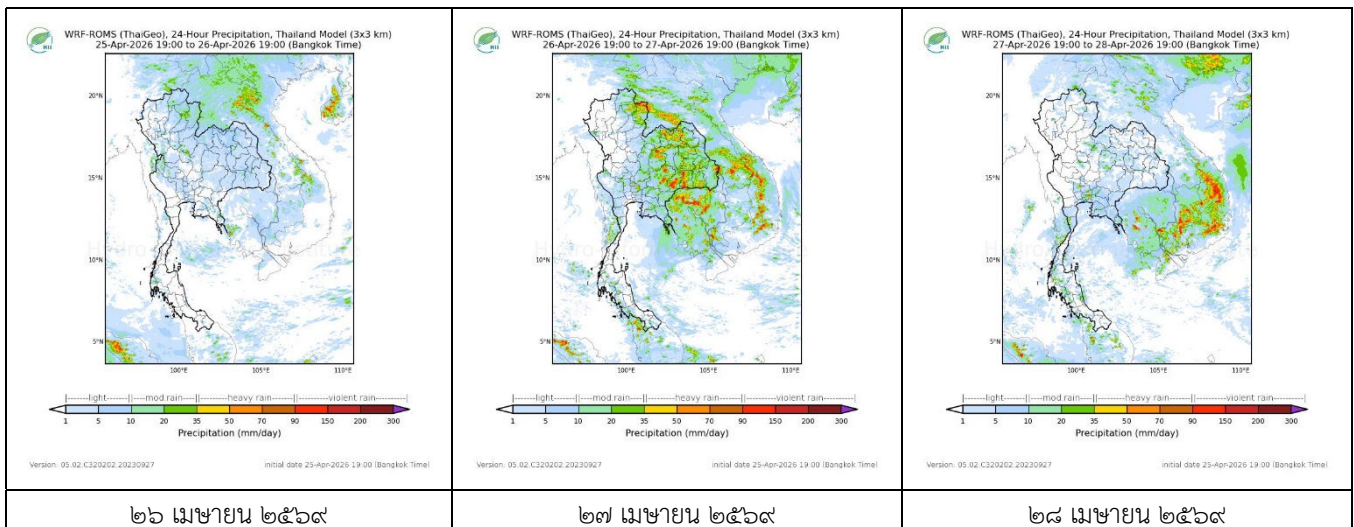 WRF-ROMS (ThaiGeo), 24-Hour Precipitation, Thailand Model (3x3 km)
25-Apr-2026 19:00 to 26-Apr-2026 19:00 (Bangkok Time)
20°N
15°N
10°N
5°N
100°E 105°E 110°E
|-------light-------||----mod rain----||-------heavy rain-------||------violent rain------|
1 5 10 20 35 50 70 90 150 200 300
Precipitation (mm/day)
Version: 05.02.C320202.20230927 initial date 25-Apr-2026 19:00 (Bangkok Time)
๒๖ เมษายน ๒๕๖๙
WRF-ROMS (ThaiGeo), 24-Hour Precipitation, Thailand Model (3x3 km)
26-Apr-2026 19:00 to 27-Apr-2026 19:00 (Bangkok Time)
20°N
15°N
10°N
5°N
100°E 105°E 110°E
|-------light-------||----mod rain----||-------heavy rain-------||------violent rain------|
1 5 10 20 35 50 70 90 150 200 300
Precipitation (mm/day)
Version: 05.02.C320202.20230927 initial date 25-Apr-2026 19:00 (Bangkok Time)
๒๗ เมษายน ๒๕๖๙
WRF-ROMS (ThaiGeo), 24-Hour Precipitation, Thailand Model (3x3 km)
27-Apr-2026 19:00 to 28-Apr-2026 19:00 (Bangkok Time)
20°N
15°N
10°N
5°N
100°E 105°E 110°E
|-------light-------||----mod rain----||-------heavy rain-------||------violent rain------|
1 5 10 20 35 50 70 90 150 200 300
Precipitation (mm/day)
Version: 05.02.C320202.20230927 initial date 25-Apr-2026 19:00 (Bangkok Time)
๒๘ เมษายน ๒๕๖๙